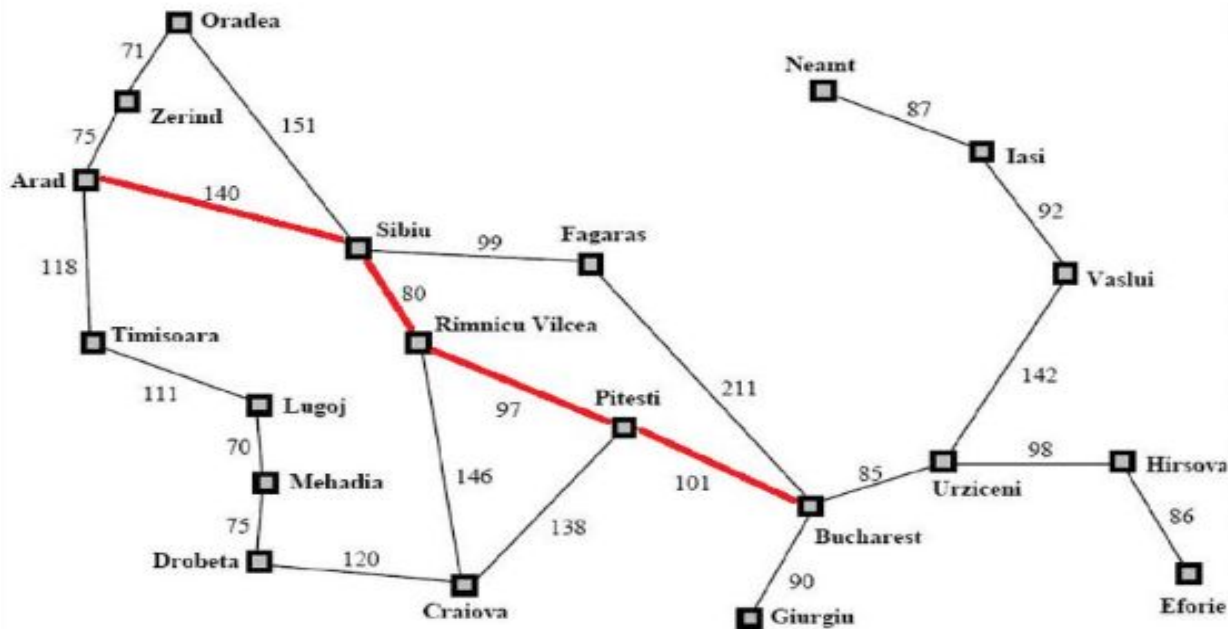 Oradea
71
Neamt
87
Zerind
151
75
Iasi
Arad
140
92
Sibiu
99
Fagaras
118
80
Vaslui
Timisoara
Rimnicu Vilcea
211
142
111
Lugoj
97
Pitesti
70
98
Hirsova
146
85
Mehadia
101
Urziceni
75
138
86
Bucharest
Drobeta
120
90
Craiova
Giurgiu
Eforie